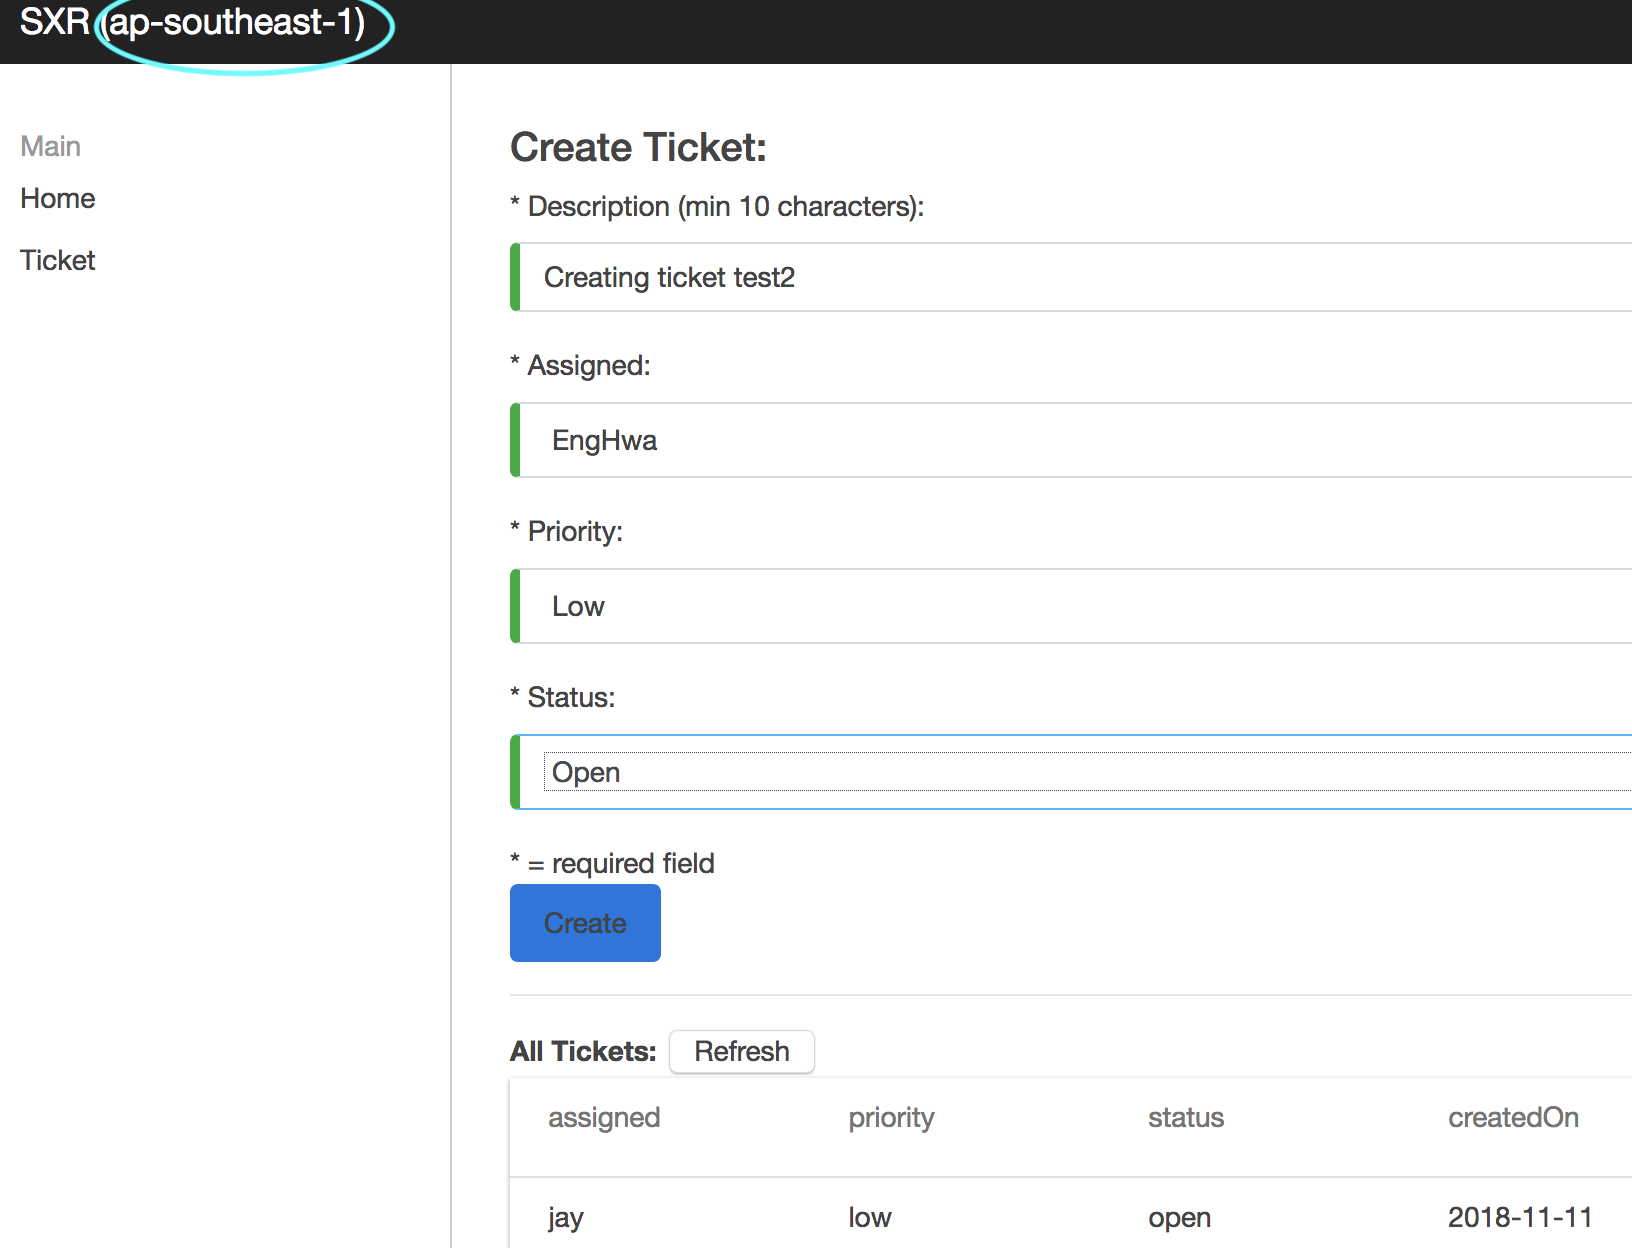 SXR (ap-southeast-1)
Main
Home
Ticket
Create Ticket:
* Description (min 10 characters):
Creating ticket test2
* Assigned:
EngHwa
* Priority:
Low
* Status:
Open
* = required field
Create
All Tickets: Refresh
assigned priority status createdOn
jay low open 2018-11-11